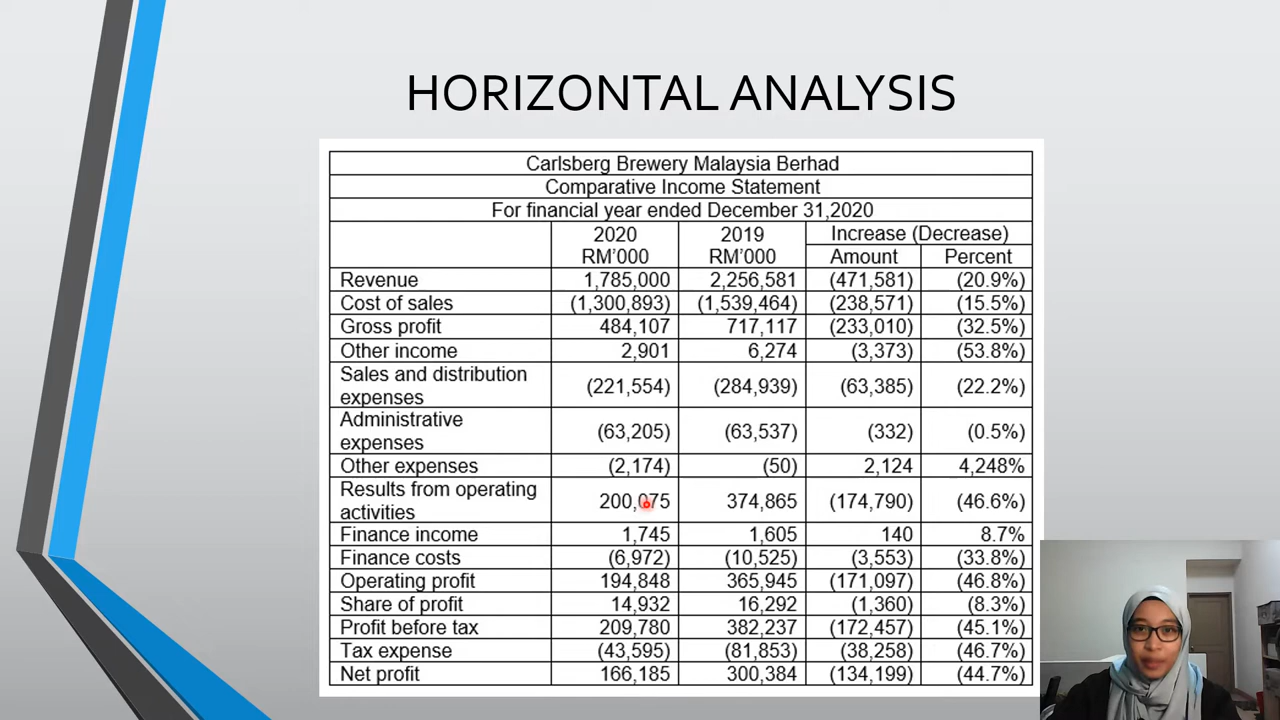 HORIZONTAL ANALYSIS
Carlsberg Brewery Malaysia Berhad
Comparative Income Statement
For financial year ended December 31,2020
2020 2019 Increase (Decrease)
RM'000 RM'000 Amount Percent
Revenue 1,785,000 2,256,581 (471,581) (20.9%)
Cost of sales (1,300,893) (1,539,464) (238,571) (15.5%)
Gross profit 484,107 717,117 (233,010) (32.5%)
Other income 2,901 6,274 (3,373) (53.8%)
Sales and distribution
expenses (221,554) (284,939) (63,385) (22.2%)
Administrative
expenses (63,205) (63,537) (332) (0.5%)
Other expenses (2,174) (50) 2,124 4,248%
Results from operating
activities 200,075 374,865 (174,790) (46.6%)
Finance income 1,745 1,605 140 8.7%
Finance costs (6,972) (10,525) (3,553) (33.8%)
Operating profit 194,848 365,945 (171,097) (46.8%)
Share of profit 14,932 16,292 (1,360) (8.3%)
Profit before tax 209,780 382,237 (172,457) (45.1%)
Tax expense (43,595) (81,853) (38,258) (46.7%)
Net profit 166,185 300,384 (134,199) (44.7%)